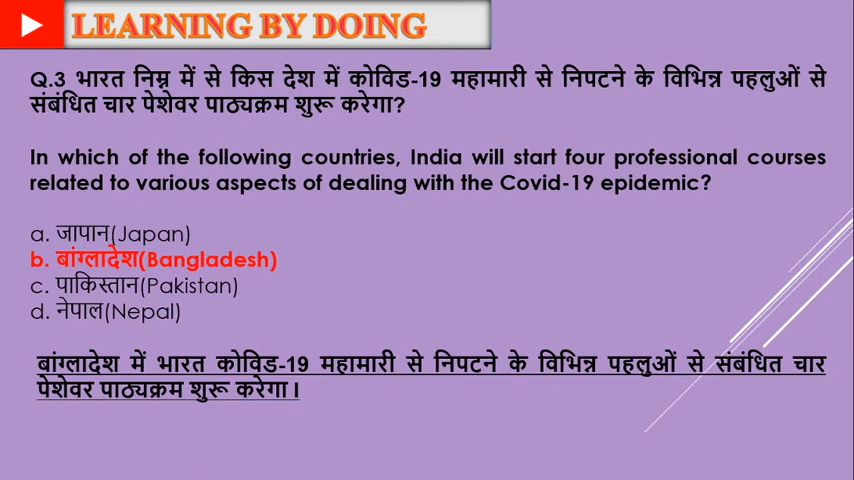 LEARNING BY DOING
Q.3 भारत निम्न में से किस देश में कोविड-19 महामारी से निपटने के विभिन्न पहलुओं से
संबंधित चार पेशेवर पाठ्यक्रम शुरू करेगा?
In which of the following countries, India will start four professional courses
related to various aspects of dealing with the Covid-19 epidemic?
a. जापान(Japan)
b. बांग्लादेश(Bangladesh)
c. पाकिस्तान(Pakistan)
d. नेपाल(Nepal)
बांग्लादेश में भारत कोविड-19 महामारी से निपटने के विभिन्न पहलुओं से संबंधित चार
पेशेवर पाठ्यक्रम शुरू करेगा I